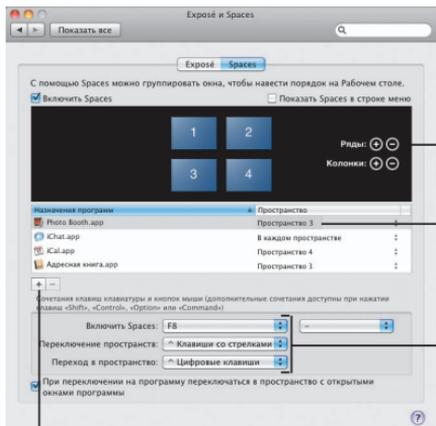 Exposé и Spaces
Показать все
Exposé Spaces
С помощью Spaces можно группировать окна, чтобы навести порядок на Рабочем столе.
Включить Spaces Показать Spaces в строке меню
1 2
Ряды:
Колонки:
3 4
Назначения программ Пространство
Photo Booth.app Пространство 3
iChat.app В каждом пространстве
iCal.app Пространство 4
Адресная книга.app Пространство 3
+ −
Сочетания клавиш клавиатуры и кнопок мыши (дополнительные сочетания доступны при нажатии
клавиш «Shift», «Control», «Option» или «Command»)
Включить Spaces: F8 –
Переключение пространств: ^ Клавиши со стрелками
Переход в пространство: ^ Цифровые клавиши
При переключении на программу переключаться в пространство с открытыми
окнами программы
?